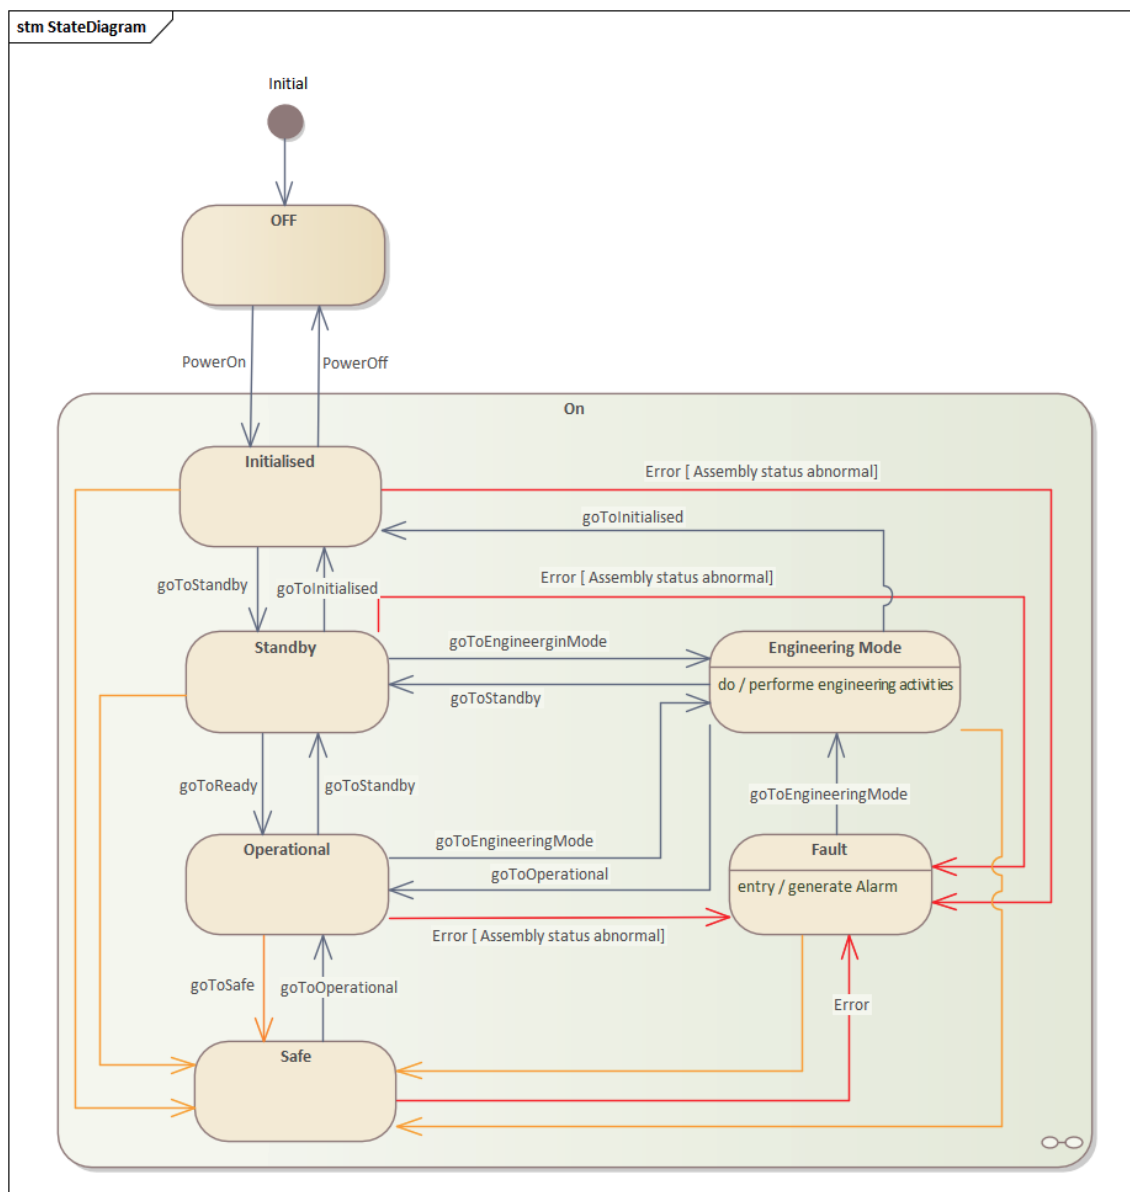 stm StateDiagram
Initial
OFF
PowerOn
PowerOff
On
Initialised
Error [ Assembly status abnormal]
goToInitialised
goToStandby
goToInitialised
Error [ Assembly status abnormal]
Standby
goToEngineerginMode
Engineering Mode
do / performe engineering activities
goToStandby
goToReady
goToStandby
goToEngineeringMode
Operational
goToEngineeringMode
Fault
goToOperational
entry / generate Alarm
Error [ Assembly status abnormal]
goToSafe
goToOperational
Error
Safe